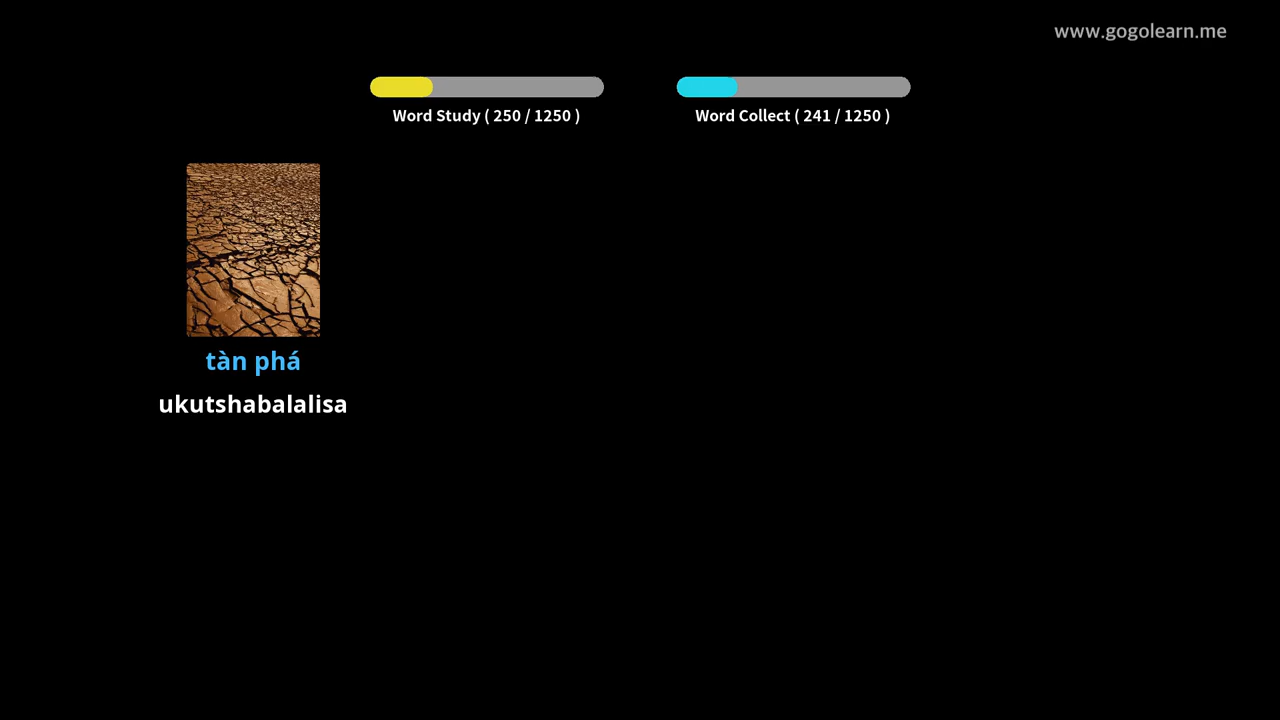 www.gogolearn.me
Word Study ( 250 / 1250 )
Word Collect ( 241 / 1250 )
tàn phá
ukutshabalalisa